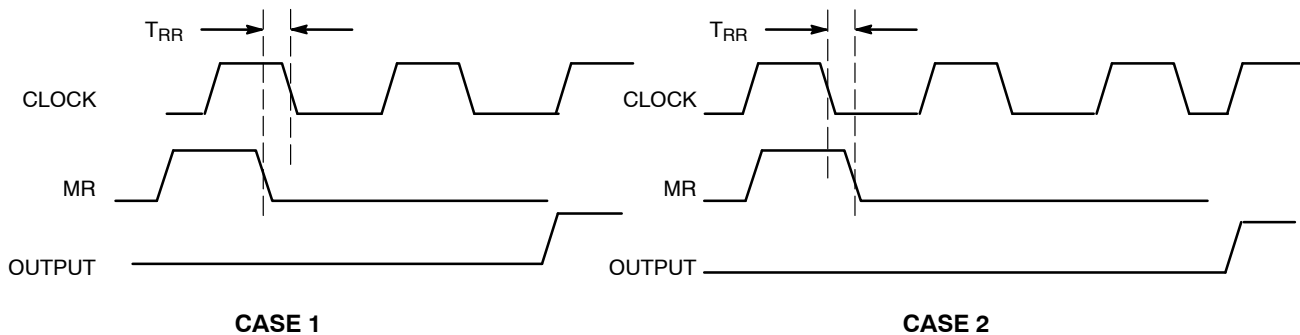 T_RR T_RR
CLOCK CLOCK
MR MR
OUTPUT OUTPUT
CASE 1 CASE 2